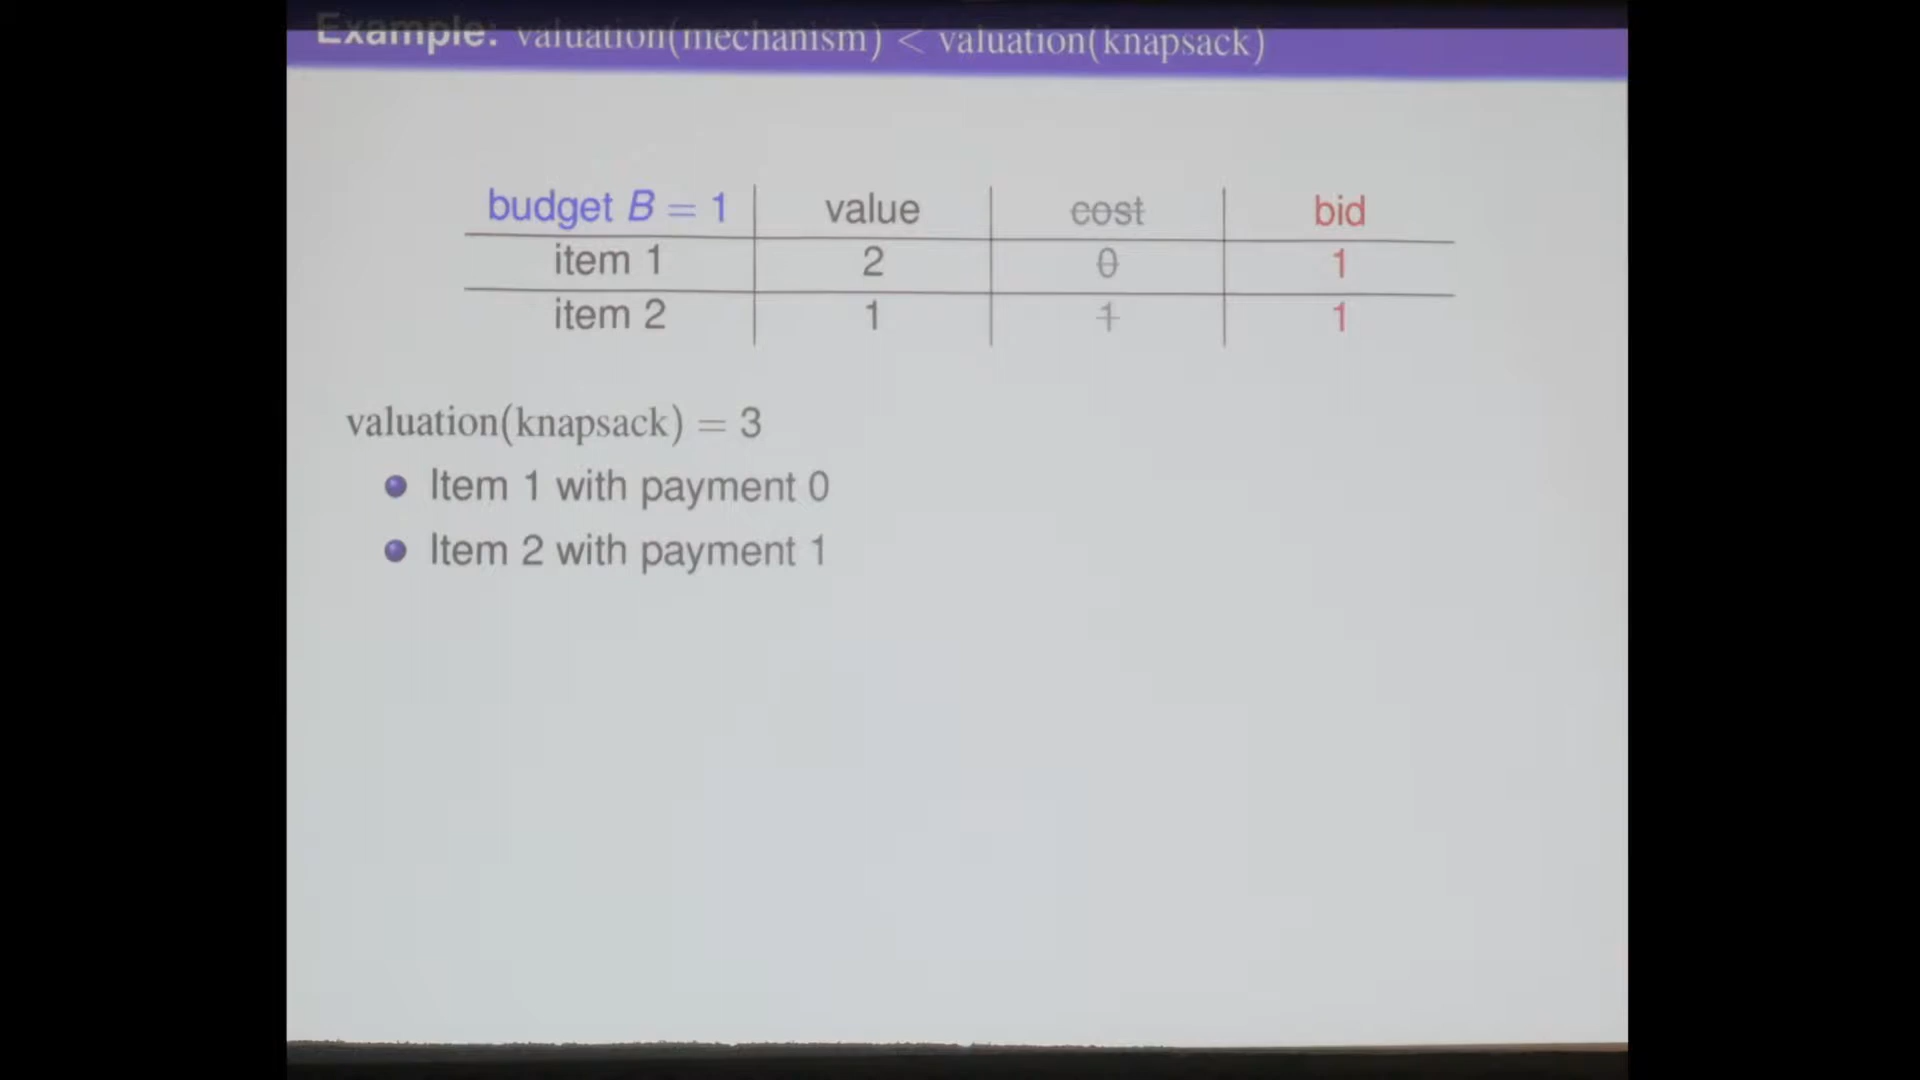 Example: valuation(mechanism) < valuation(knapsack)
budget B = 1 value cost bid
item 1 2 0 1
item 2 1 1 1
valuation(knapsack) = 3
Item 1 with payment 0
Item 2 with payment 1